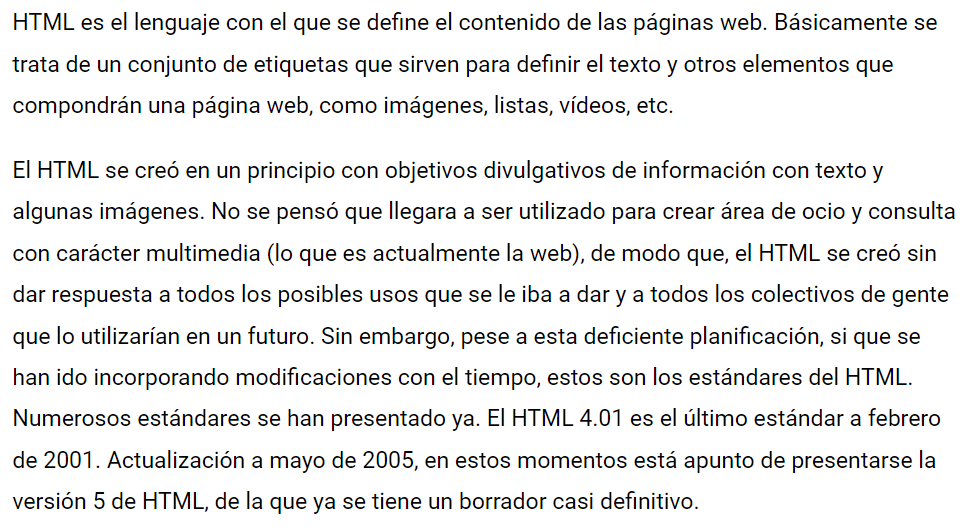 HTML es el lenguaje con el que se define el contenido de las páginas web. Básicamente se
trata de un conjunto de etiquetas que sirven para definir el texto y otros elementos que
compondrán una página web, como imágenes, listas, vídeos, etc.
El HTML se creó en un principio con objetivos divulgativos de información con texto y
algunas imágenes. No se pensó que llegara a ser utilizado para crear área de ocio y consulta
con carácter multimedia (lo que es actualmente la web), de modo que, el HTML se creó sin
dar respuesta a todos los posibles usos que se le iba a dar y a todos los colectivos de gente
que lo utilizarían en un futuro. Sin embargo, pese a esta deficiente planificación, si que se
han ido incorporando modificaciones con el tiempo, estos son los estándares del HTML.
Numerosos estándares se han presentado ya. El HTML 4.01 es el último estándar a febrero
de 2001. Actualización a mayo de 2005, en estos momentos está apunto de presentarse la
versión 5 de HTML, de la que ya se tiene un borrador casi definitivo.